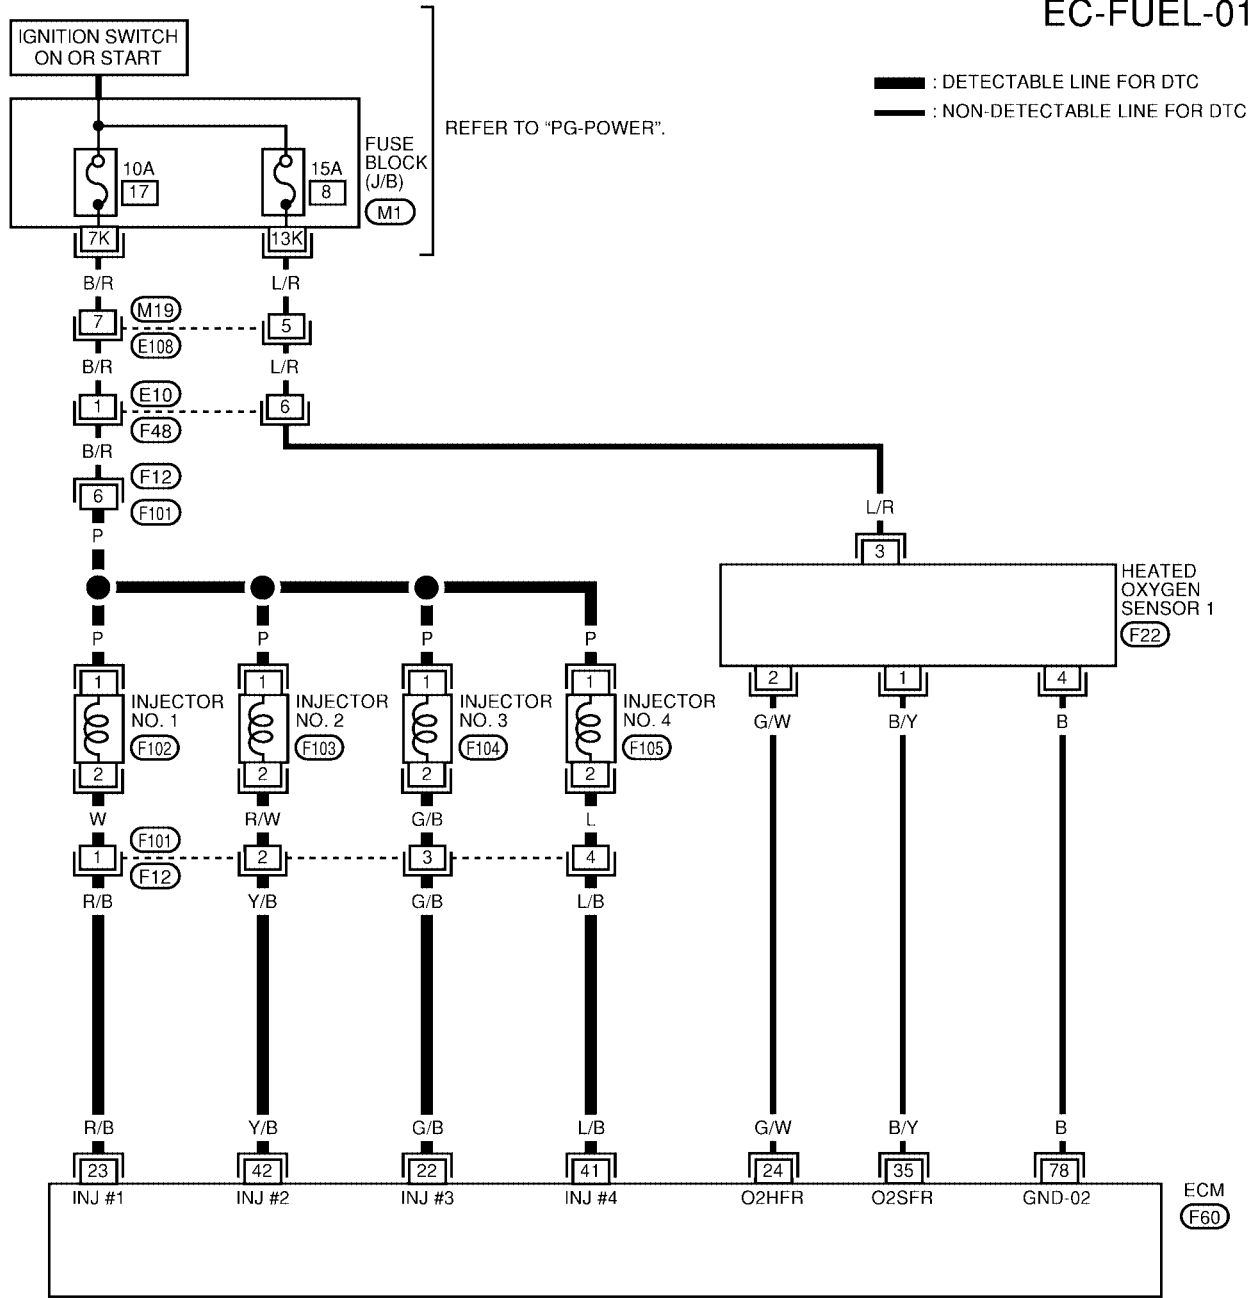 EC-FUEL-01
IGNITION SWITCH
ON OR START
: DETECTABLE LINE FOR DTC
: NON-DETECTABLE LINE FOR DTC
REFER TO “PG-POWER”.
10A
17
15A
8
FUSE
BLOCK
(J/B)
M1
7K
13K
B/R
L/R
7
M19
E108
5
B/R
L/R
1
E10
F48
6
B/R
6
F12
F101
P
L/R
3
HEATED
OXYGEN
SENSOR 1
F22
P
P
P
P
1
1
1
1
2
1
4
INJECTOR
NO. 1
F102
INJECTOR
NO. 2
F103
INJECTOR
NO. 3
F104
INJECTOR
NO. 4
F105
G/W
B/Y
B
2
2
2
2
W
R/W
G/B
L
F101
1
2
3
4
F12
R/B
Y/B
G/B
L/B
R/B
Y/B
G/B
L/B
G/W
B/Y
B
23
42
22
41
24
35
78
INJ #1
INJ #2
INJ #3
INJ #4
O2HFR
O2SFR
GND-02
ECM
F60